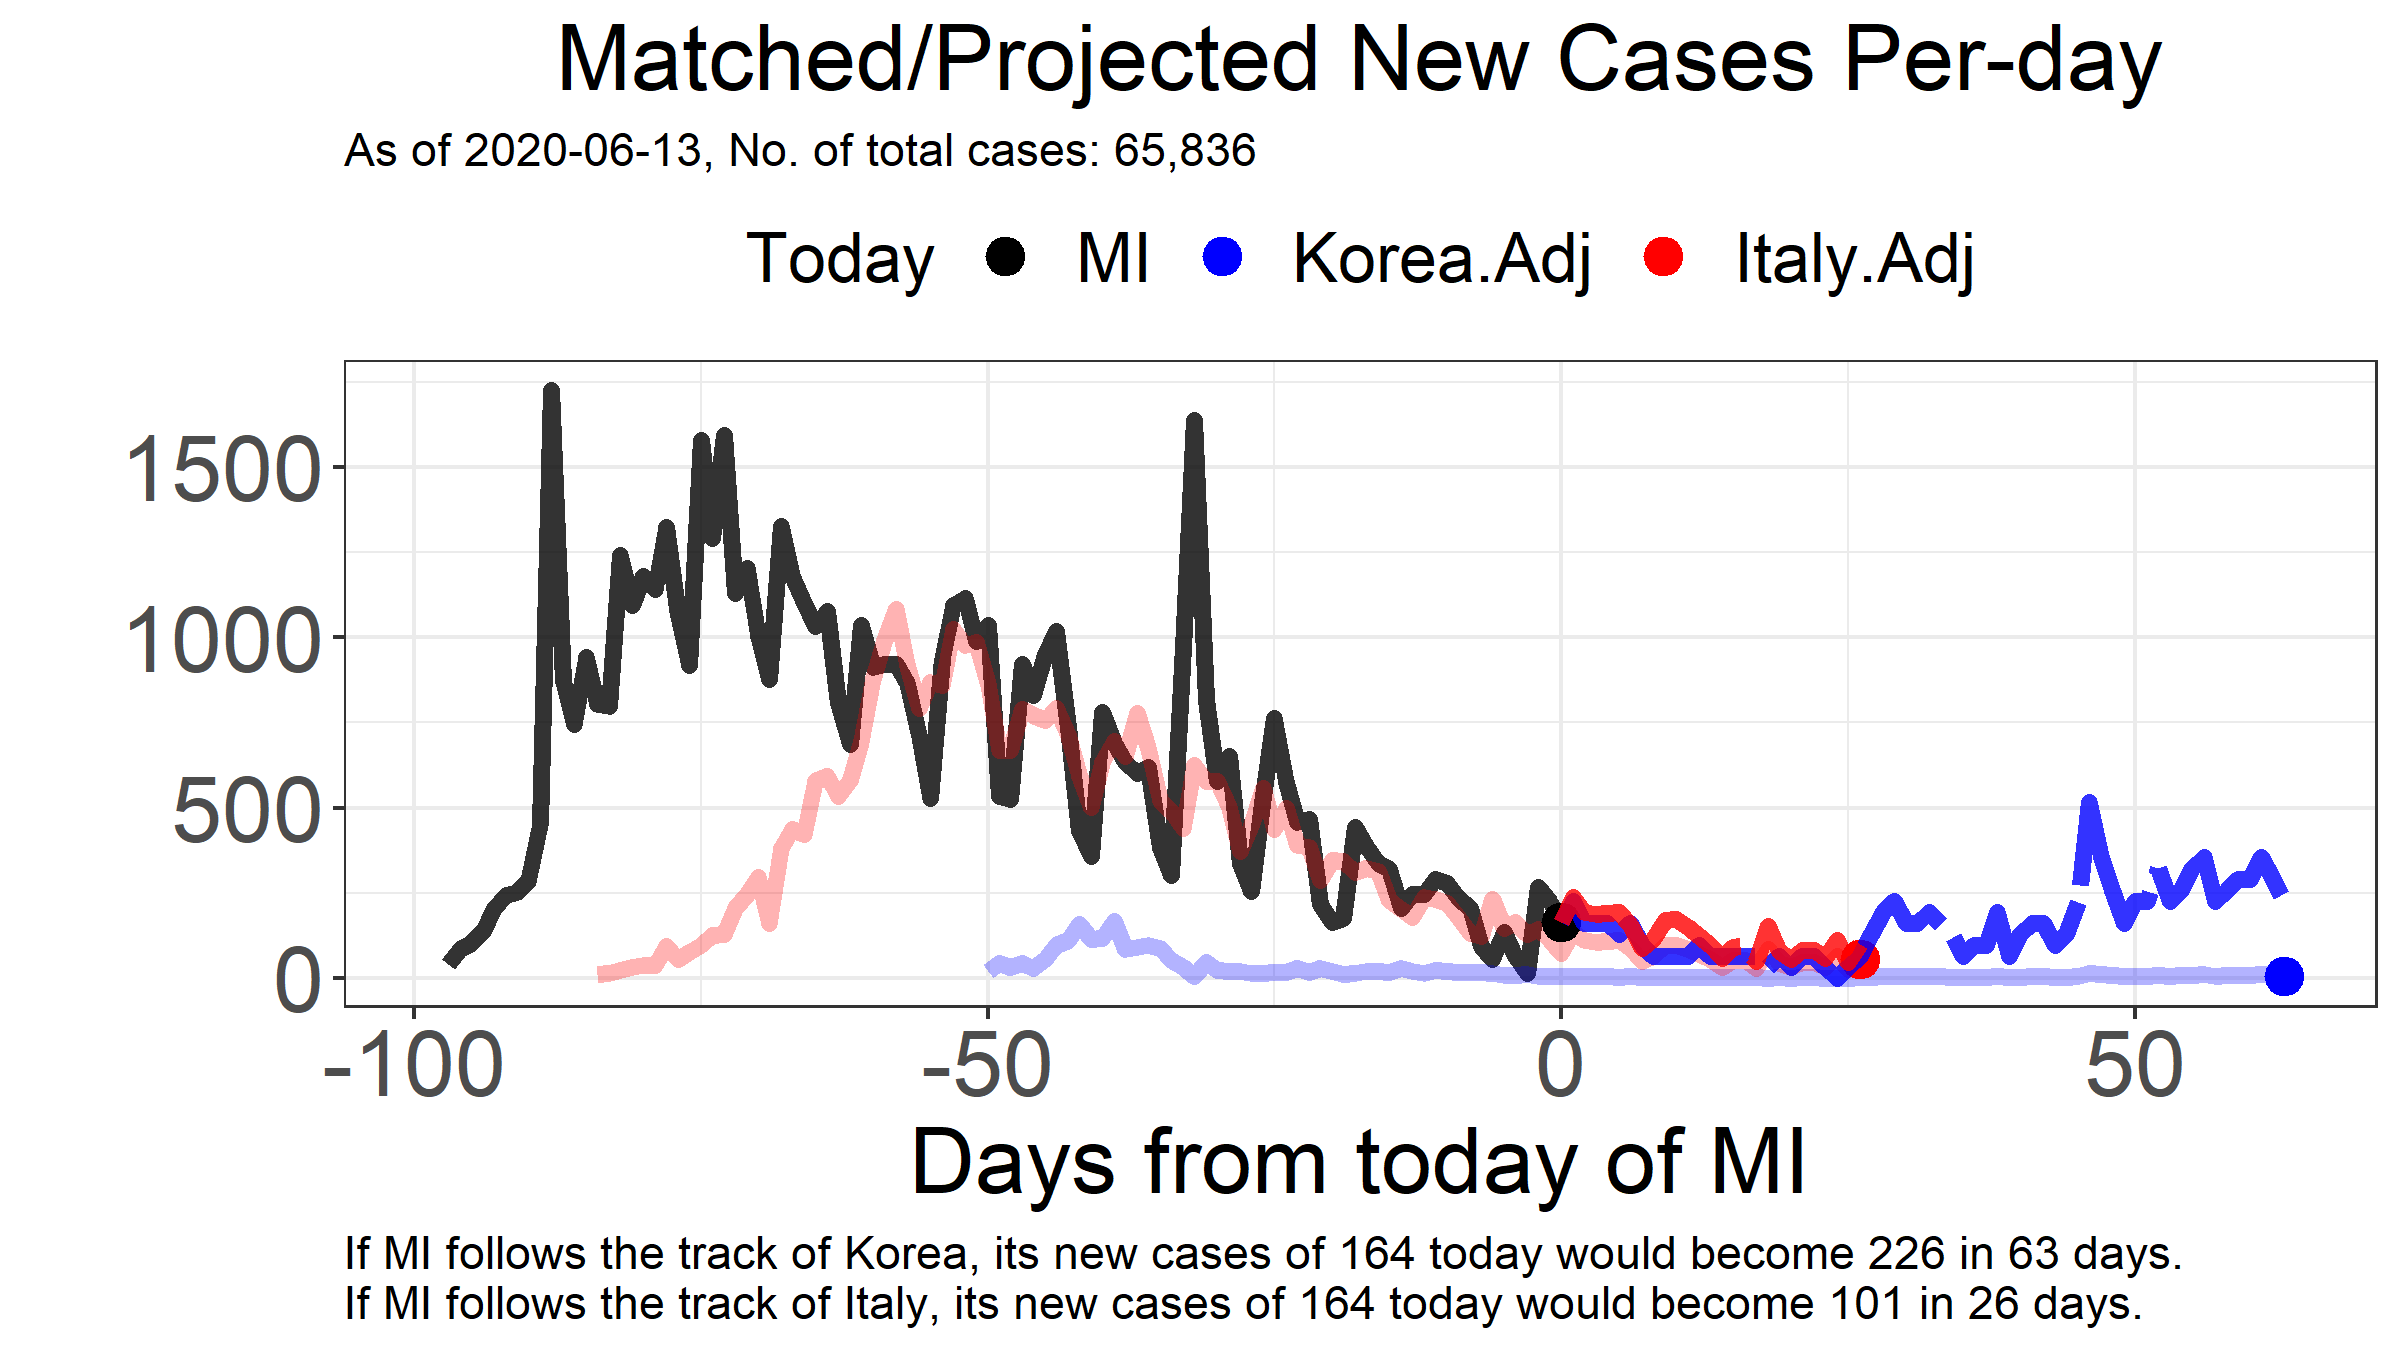 Matched/Projected New Cases Per-day
As of 2020-06-13, No. of total cases: 65,836
Today MI Korea.Adj Italy.Adj
1500
1000
500
0
-100 -50 0 50
Days from today of MI
If MI follows the track of Korea, its new cases of 164 today would become 226 in 63 days.
If MI follows the track of Italy, its new cases of 164 today would become 101 in 26 days.